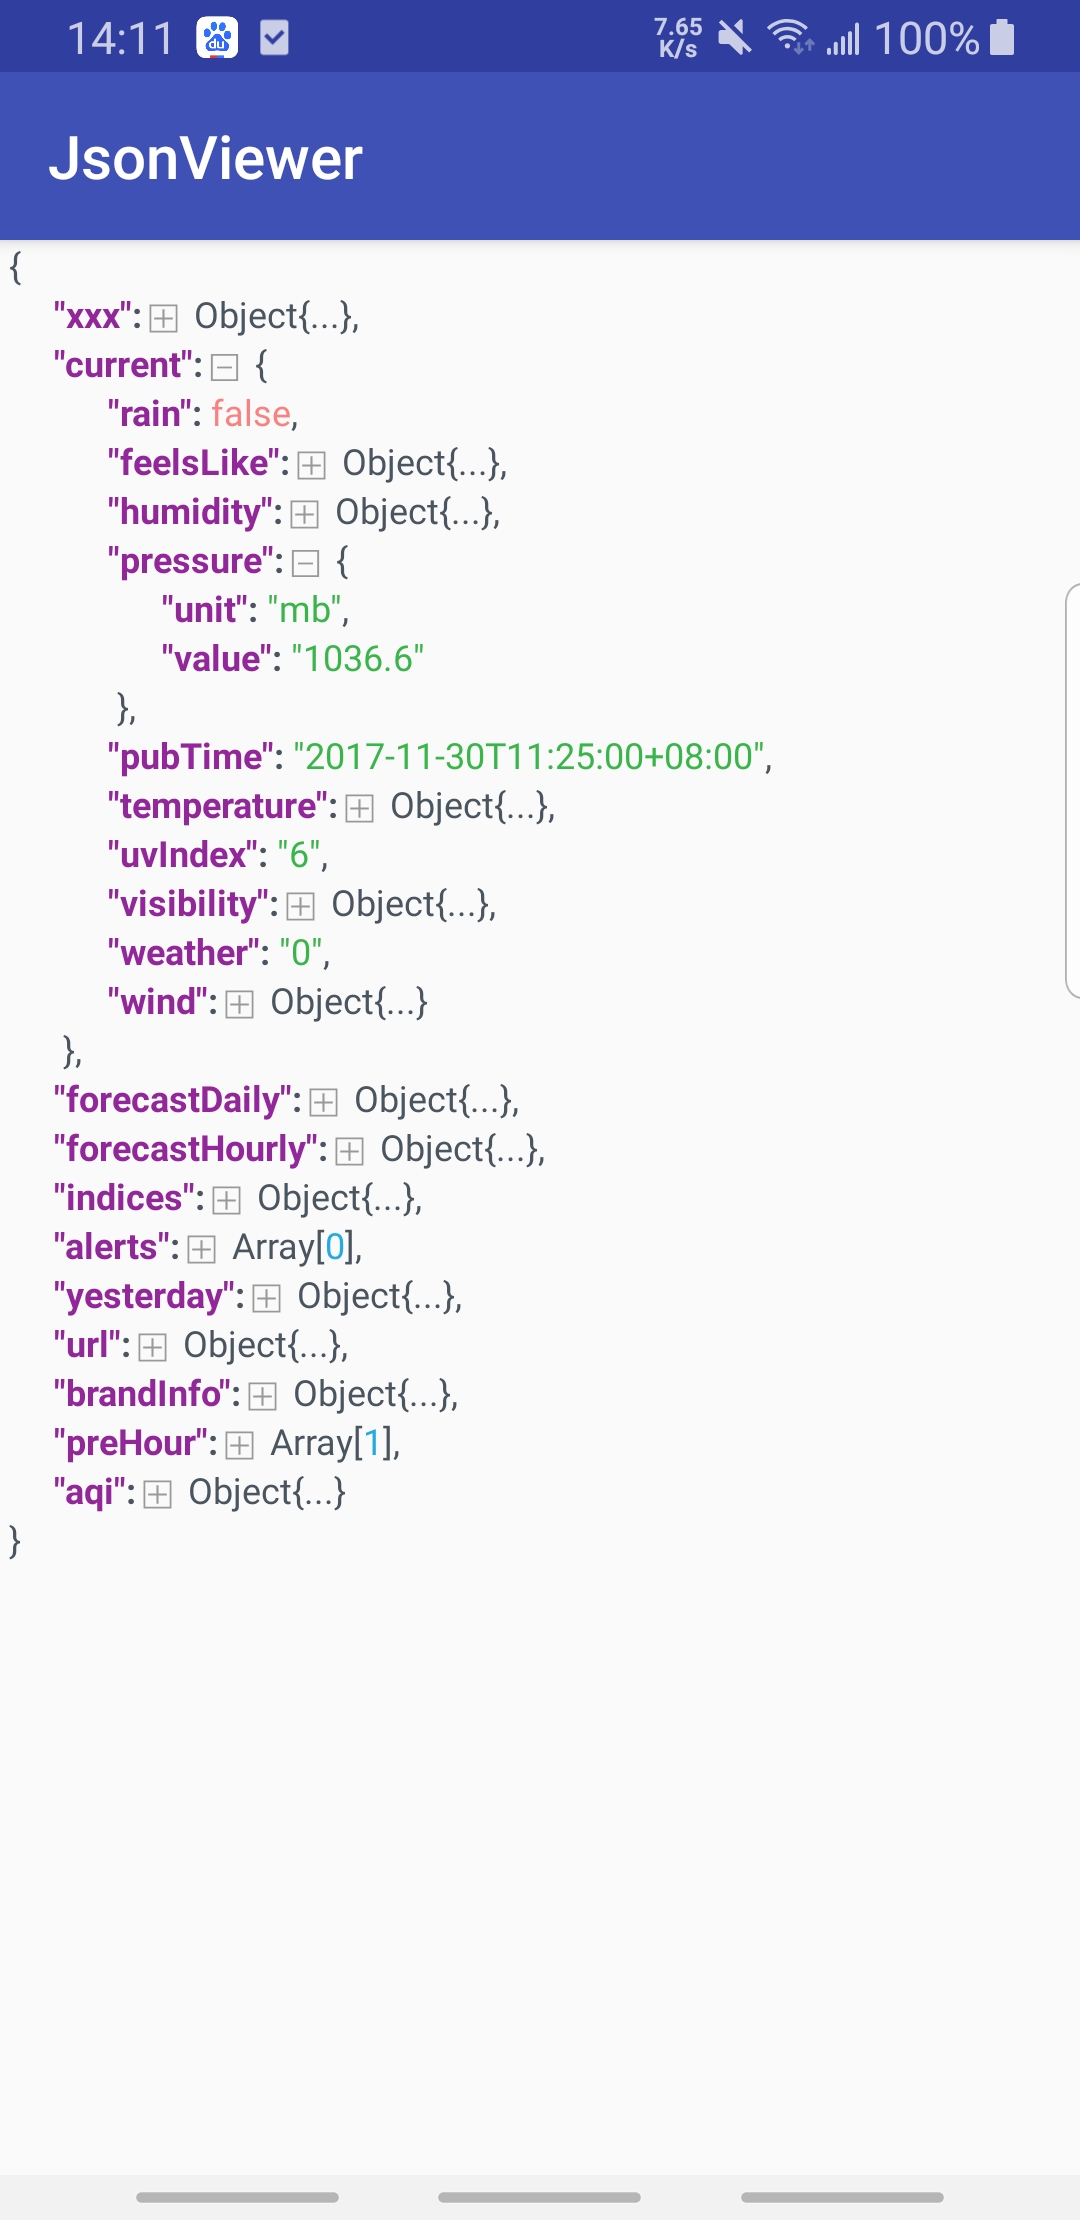 14:11 du 7.65 K/s 100%
JsonViewer
{
"xxx": Object{...},
"current": {
"rain": false,
"feelsLike": Object{...},
"humidity": Object{...},
"pressure": {
"unit": "mb",
"value": "1036.6"
},
"pubTime": "2017-11-30T11:25:00+08:00",
"temperature": Object{...},
"uvIndex": "6",
"visibility": Object{...},
"weather": "0",
"wind": Object{...}
},
"forecastDaily": Object{...},
"forecastHourly": Object{...},
"indices": Object{...},
"alerts": Array[0],
"yesterday": Object{...},
"url": Object{...},
"brandInfo": Object{...},
"preHour": Array[1],
"aqi": Object{...}
}